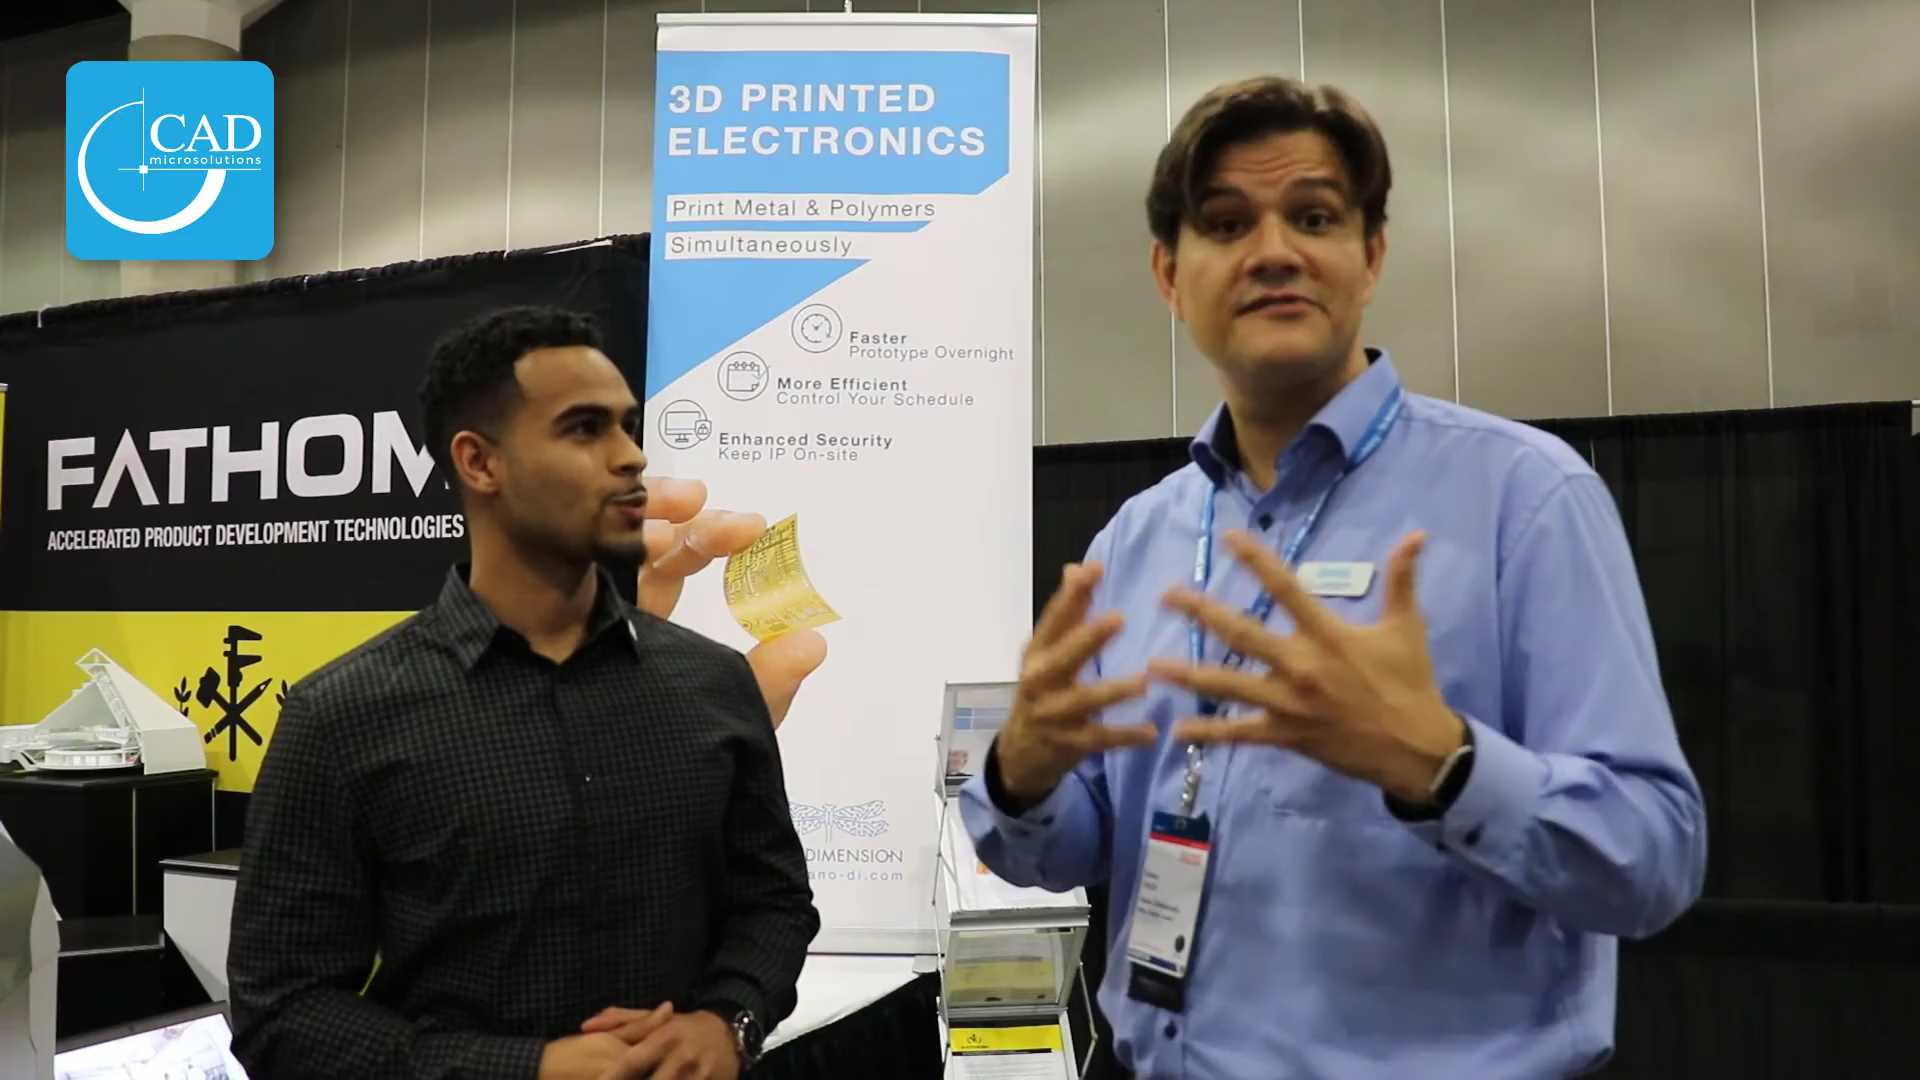 CAD
microsolutions
3D PRINTED
ELECTRONICS
Print Metal & Polymers
Simultaneously
Faster
Prototype Overnight
More Efficient
Control Your Schedule
Enhanced Security
Keep IP On-site
FATHOM
ACCELERATED PRODUCT DEVELOPMENT TECHNOLOGIES
DIMENSION
ano-di.com